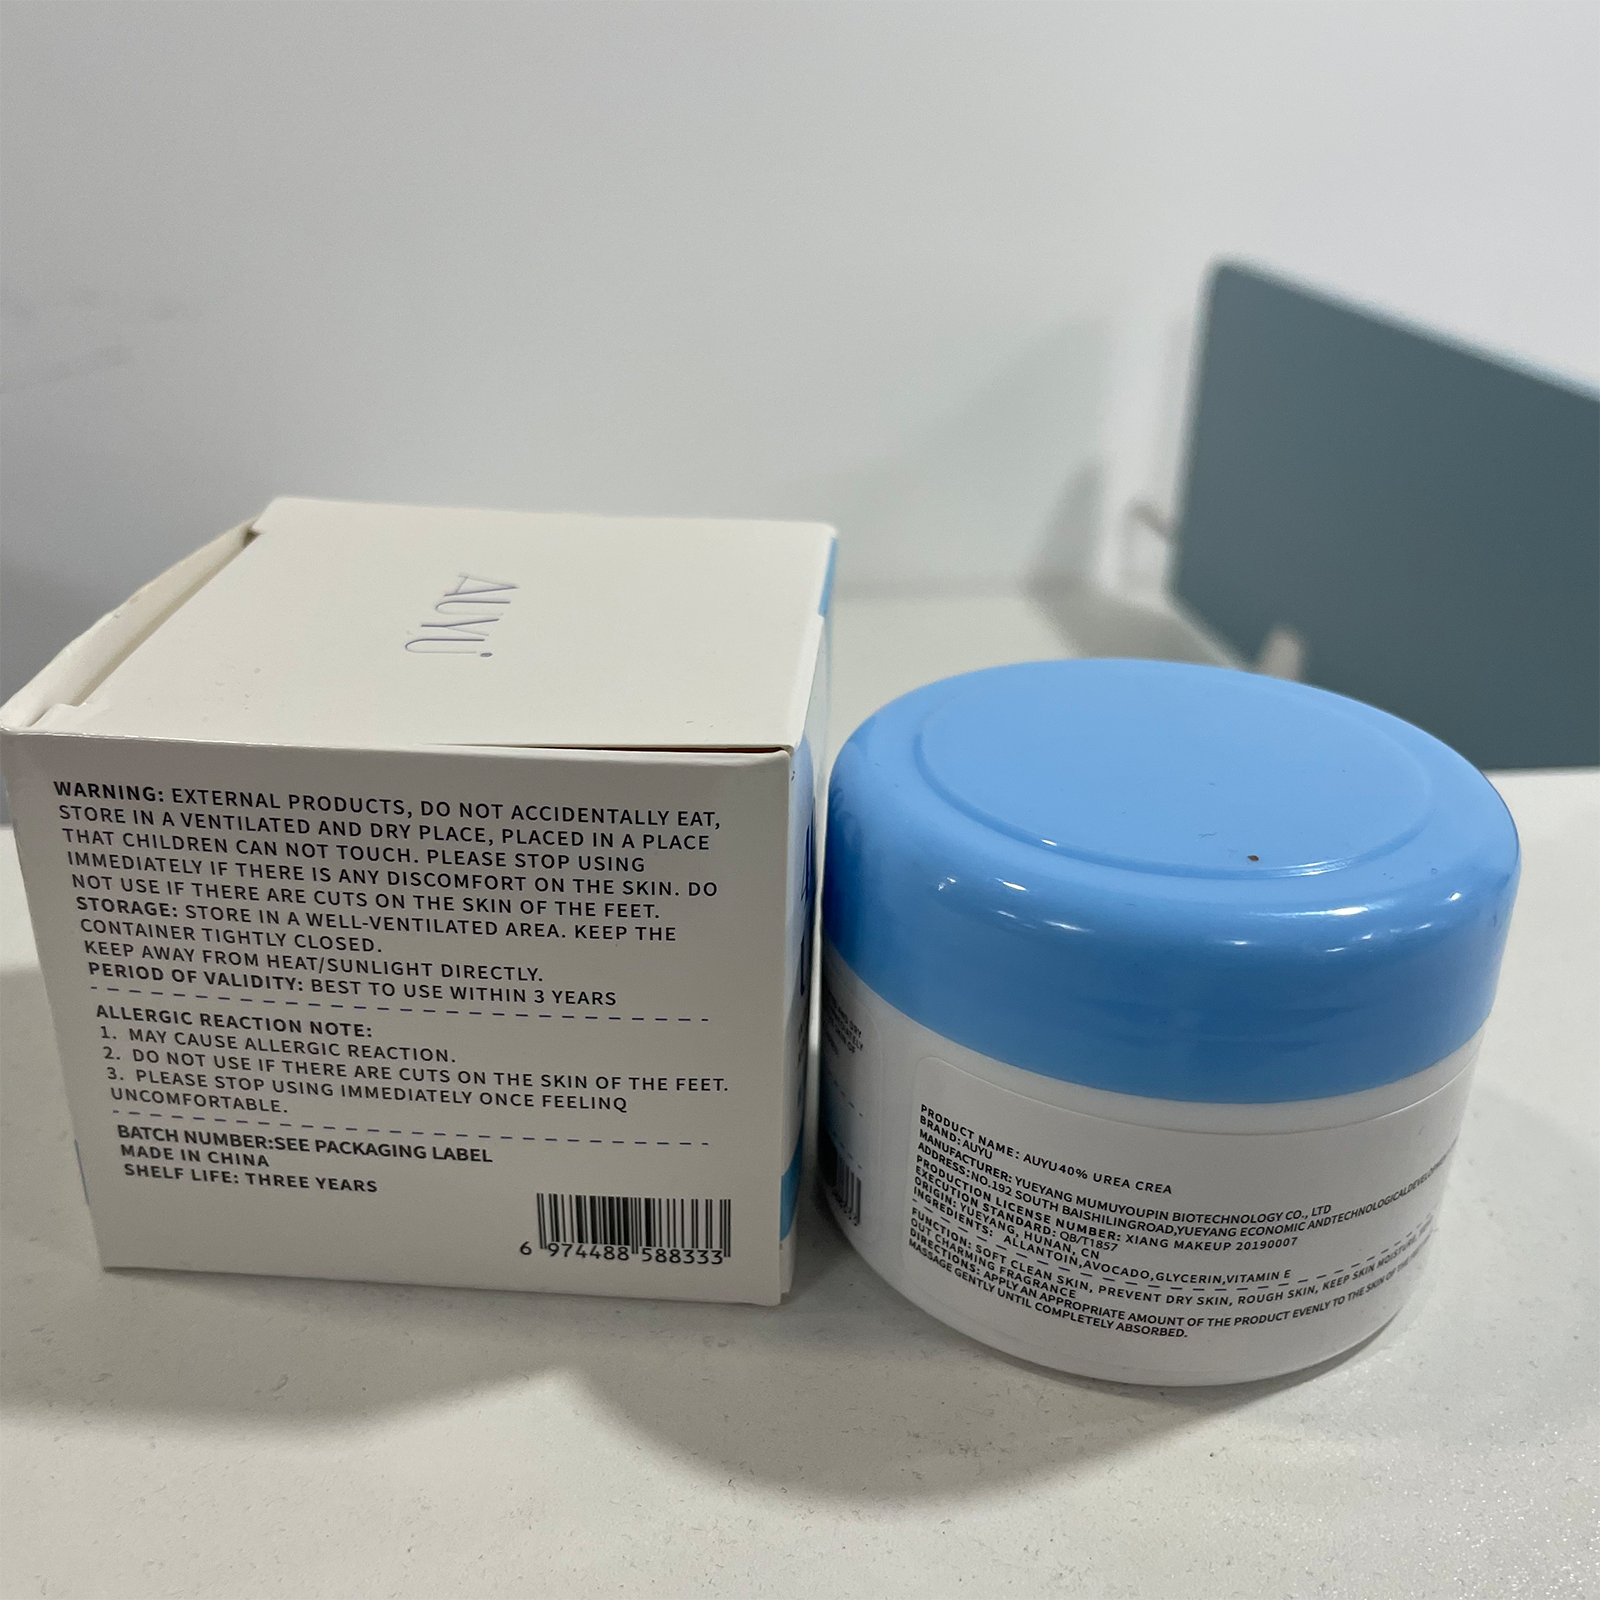 AUYU
WARNING: EXTERNAL PRODUCTS, DO NOT ACCIDENTALLY EAT,
STORE IN A VENTILATED AND DRY PLACE, PLACED IN A PLACE
THAT CHILDREN CAN NOT TOUCH. PLEASE STOP USING
IMMEDIATELY IF THERE IS ANY DISCOMFORT ON THE SKIN. DO
NOT USE IF THERE ARE CUTS ON THE SKIN OF THE FEET.
STORAGE: STORE IN A WELL-VENTILATED AREA. KEEP THE
CONTAINER TIGHTLY CLOSED.
KEEP AWAY FROM HEAT/SUNLIGHT DIRECTLY.
PERIOD OF VALIDITY: BEST TO USE WITHIN 3 YEARS
ALLERGIC REACTION NOTE:
1. MAY CAUSE ALLERGIC REACTION.
2. DO NOT USE IF THERE ARE CUTS ON THE SKIN OF THE FEET.
3. PLEASE STOP USING IMMEDIATELY ONCE FEELINQ
UNCOMFORTABLE.
BATCH NUMBER:SEE PACKAGING LABEL
MADE IN CHINA
SHELF LIFE: THREE YEARS
6 974488 588333
PRODUCT NAME: AUYU40% UREA CREA
BRAND: AUYU
MANUFACTURER: YUEYANG MUMUYOUPIN BIOTECHNOLOGY CO., LTD
ADDRESS:NO.192 SOUTH BAISHILINGROAD,YUEYANG ECONOMIC ANDTECHNOLOGICALDEVELOPMENT
PRODUCTION LICENSE NUMBER: XIANG MAKEUP 20190007
EXECUTION STANDARD: QB/T1857
ORIGIN: YUEYANG, HUNAN, CN
INGREDIENTS: ALLANTOIN,AVOCADO,GLYCERIN,VITAMIN E
FUNCTION: SOFT CLEAN SKIN, PREVENT DRY SKIN, ROUGH SKIN, KEEP SKIN MOISTURE,
OUT CHARMING FRAGRANCE
DIRECTIONS: APPLY AN APPROPRIATE AMOUNT OF THE PRODUCT EVENLY TO THE SKIN OF THE
MASSAGE GENTLY UNTIL COMPLETELY ABSORBED.